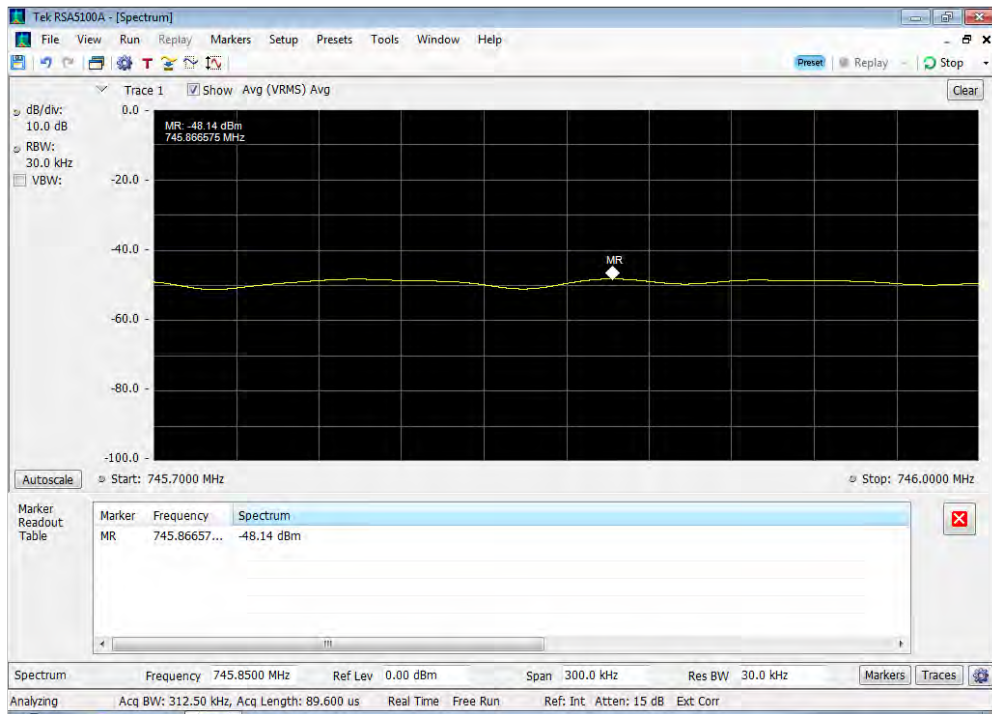 Tek RSA5100A - [Spectrum]
File View Run Replay Markers Setup Presets Tools Window Help
T
Preset Replay Stop
Trace 1 Show Avg (VRMS) Avg Clear
dB/div:
10.0 dB
RBW:
30.0 kHz
VBW:
0.0
-20.0
-40.0
-60.0
-80.0
-100.0
MR: -48.14 dBm
745.866575 MHz
MR
Autoscale Start: 745.7000 MHz Stop: 746.0000 MHz
Marker
Readout
Table
Marker Frequency Spectrum
MR 745.86657... -48.14 dBm
Spectrum Frequency 745.8500 MHz Ref Lev 0.00 dBm Span 300.0 kHz Res BW 30.0 kHz Markers Traces
Analyzing Acq BW: 312.50 kHz, Acq Length: 89.600 us Real Time Free Run Ref: Int Atten: 15 dB Ext Corr